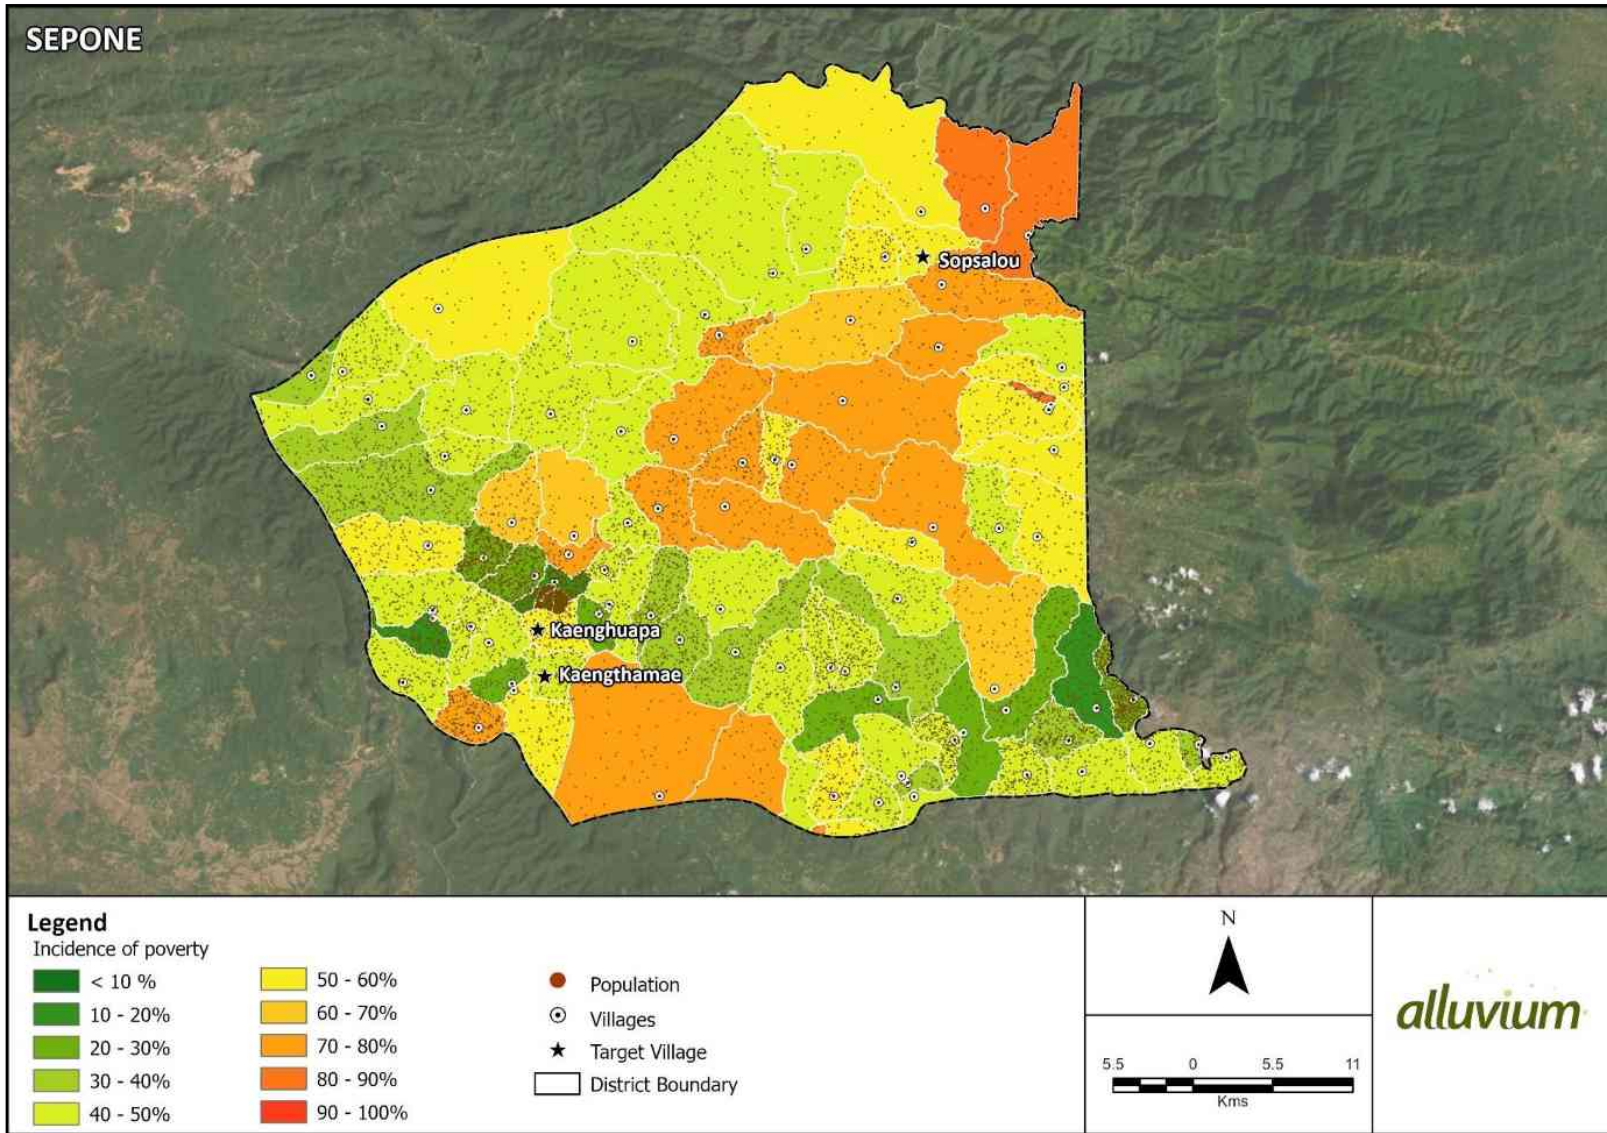 SEPONE
Sopsalou
Kaenghuapa
Kaengthamae
Legend
Incidence of poverty
< 10 %
10 - 20%
20 - 30%
30 - 40%
40 - 50%
50 - 60%
60 - 70%
70 - 80%
80 - 90%
90 - 100%
Population
Villages
Target Village
District Boundary
N
5.5 0 5.5 11
Kms
alluvium